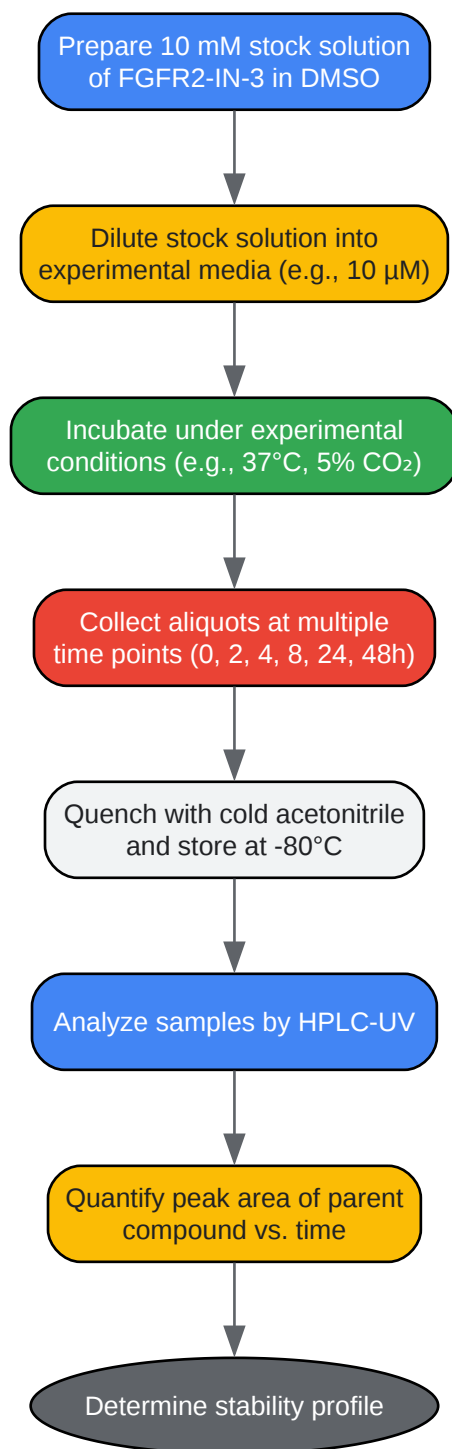 Prepare 10 mM stock solution
of FGFR2-IN-3 in DMSO
Dilute stock solution into
experimental media (e.g., 10 µM)
Incubate under experimental
conditions (e.g., 37°C, 5% CO₂)
Collect aliquots at multiple
time points (0, 2, 4, 8, 24, 48h)
Quench with cold acetonitrile
and store at -80°C
Analyze samples by HPLC-UV
Quantify peak area of parent
compound vs. time
Determine stability profile